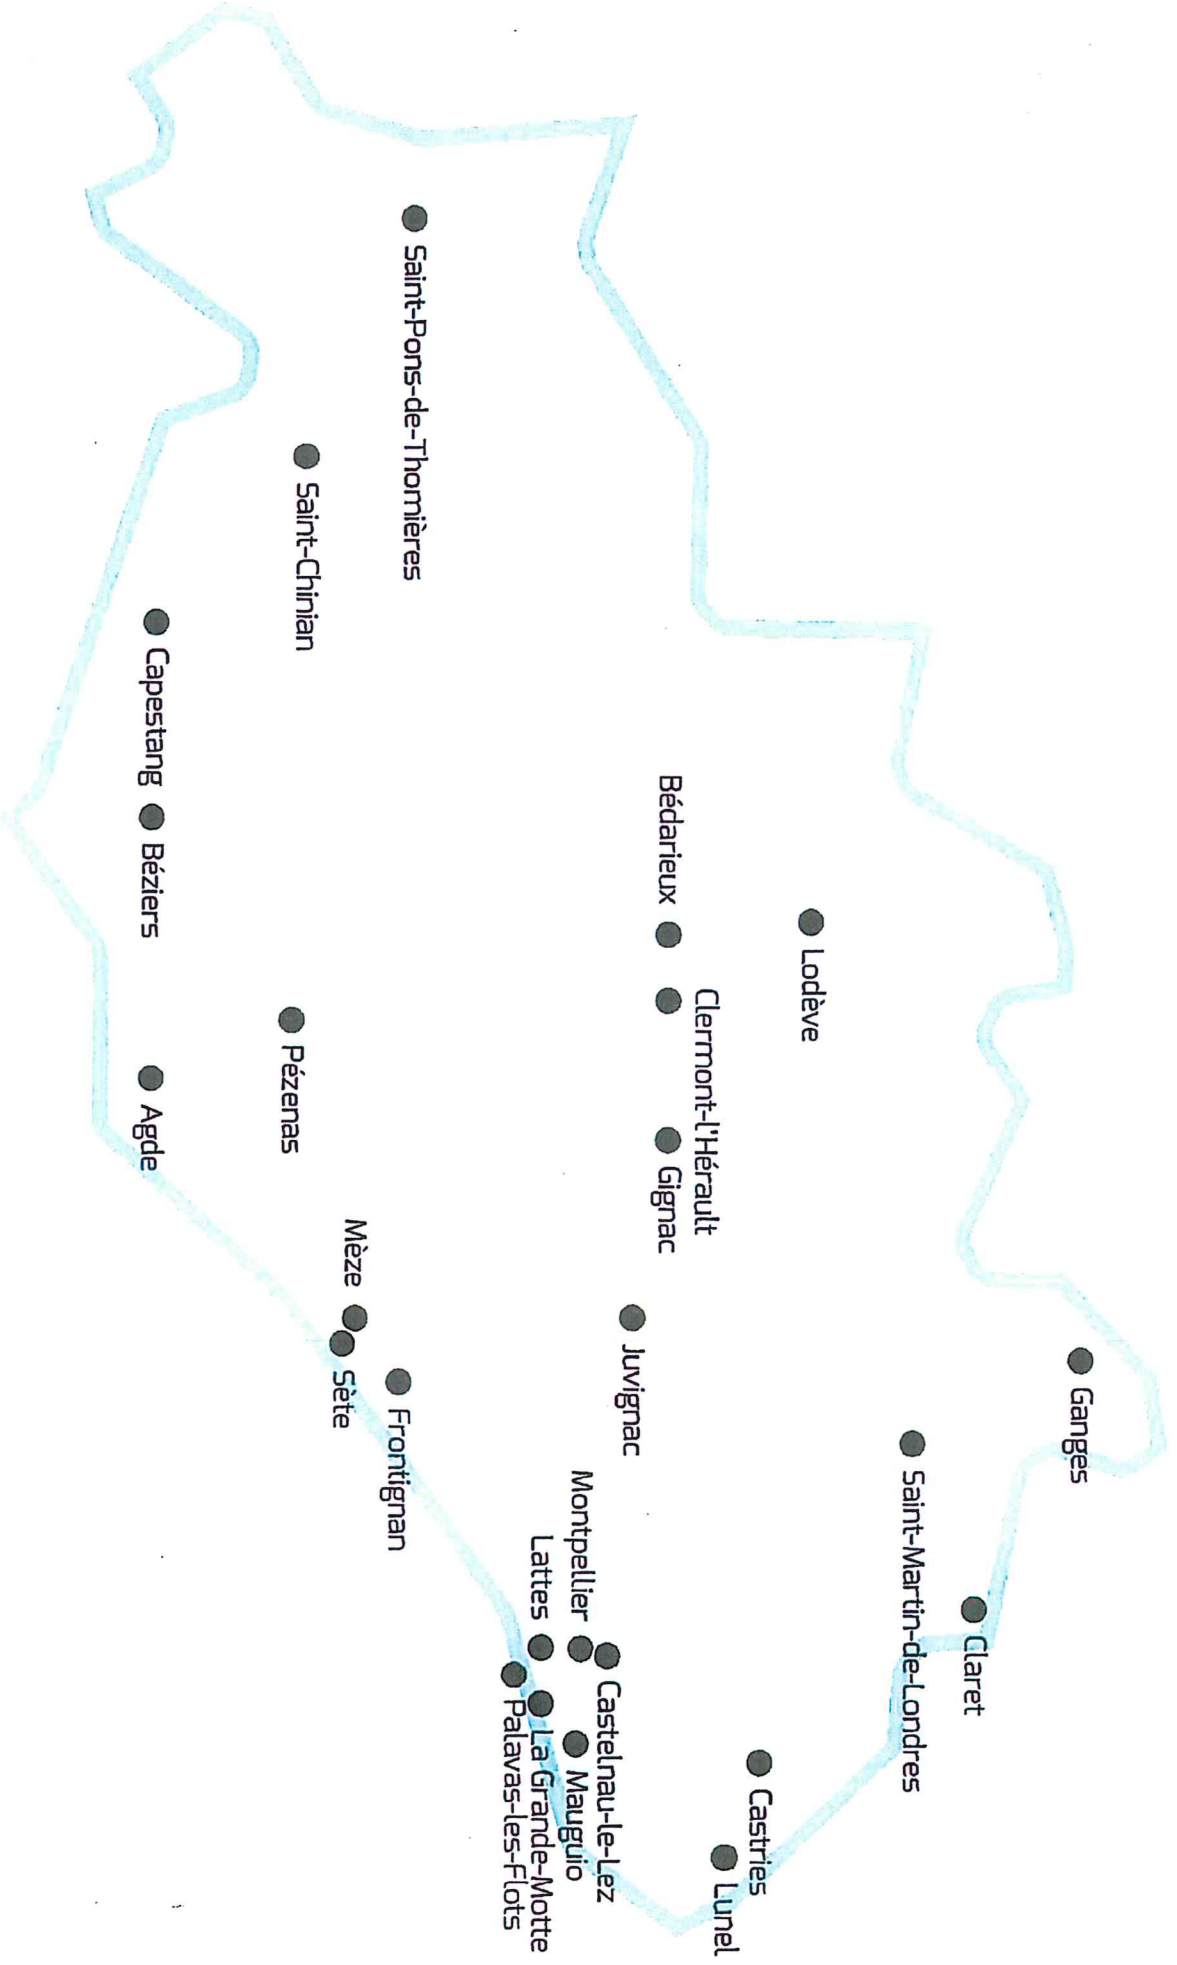 Ganges
Claret
Saint-Martin-de-Londres
Lodève
Castries
Lunel
Clermont-l'Hérault
Bédarieux
Gignac
Juvignac
Castelnau-le-Lez
Montpellier
Mauguio
Lattes
La Grande-Motte
Palavas-les-Flots
Saint-Pons-de-Thomières
Frontignan
Mèze
Sète
Saint-Chinian
Pézenas
Capestang
Béziers
Agde